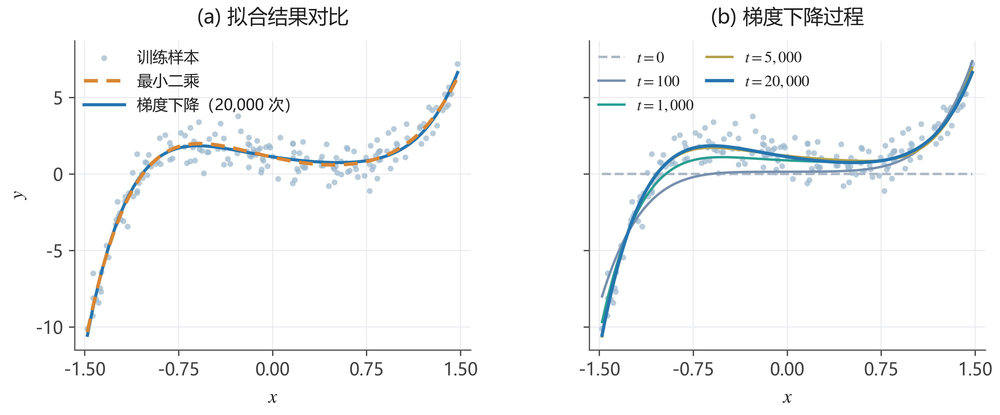 (a) 拟合结果对比
训练样本
最小二乘
梯度下降（20,000 次）
5
0
-5
-10
y
-1.50
-0.75
0.00
0.75
1.50
x
(b) 梯度下降过程
t=0
t=100
t=1,000
t=5,000
t=20,000
-1.50
-0.75
0.00
0.75
1.50
x